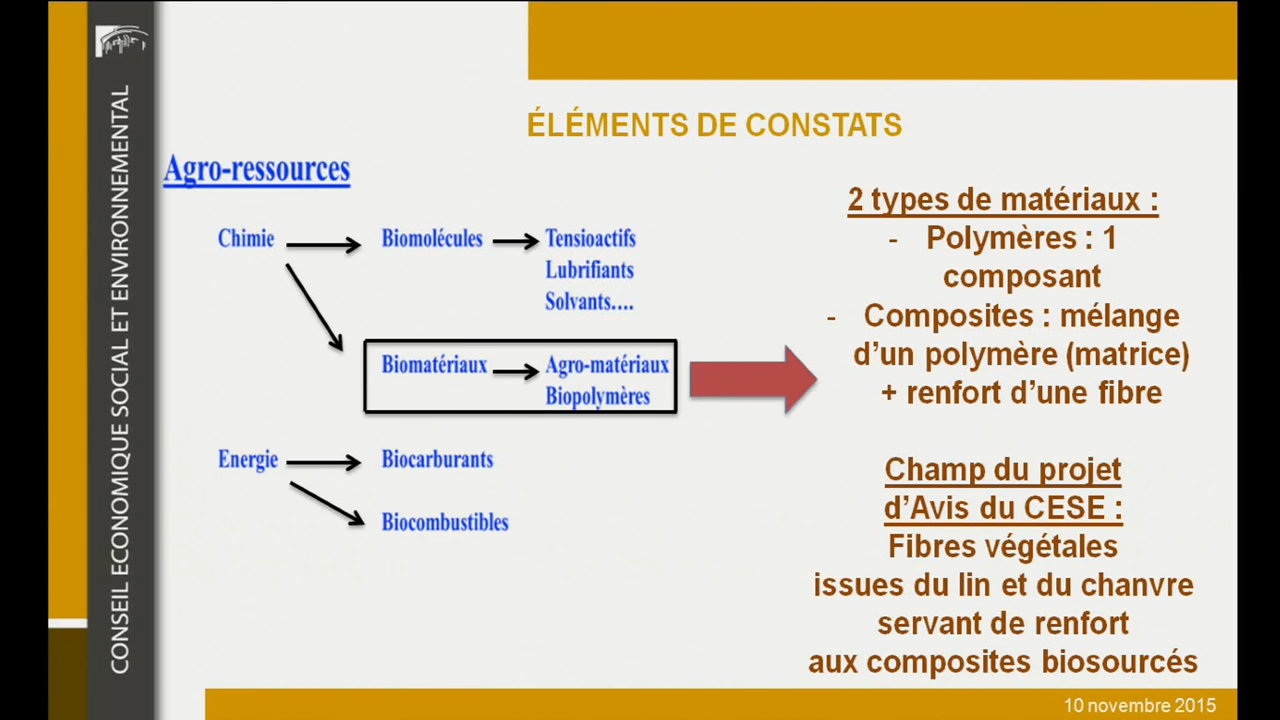 CONSEIL ECONOMIQUE SOCIAL ET ENVIRONNEMENTAL
ÉLÉMENTS DE CONSTATS
Agro-ressources
Chimie
Biomolécules
Tensioactifs
Lubrifiants
Solvants....
Biomatériaux
Agro-matériaux
Biopolymères
Energie
Biocarburants
Biocombustibles
2 types de matériaux :
- Polymères : 1
composant
- Composites : mélange
d’un polymère (matrice)
+ renfort d’une fibre
Champ du projet
d’Avis du CESE :
Fibres végétales
issues du lin et du chanvre
servant de renfort
aux composites biosourcés
10 novembre 2015